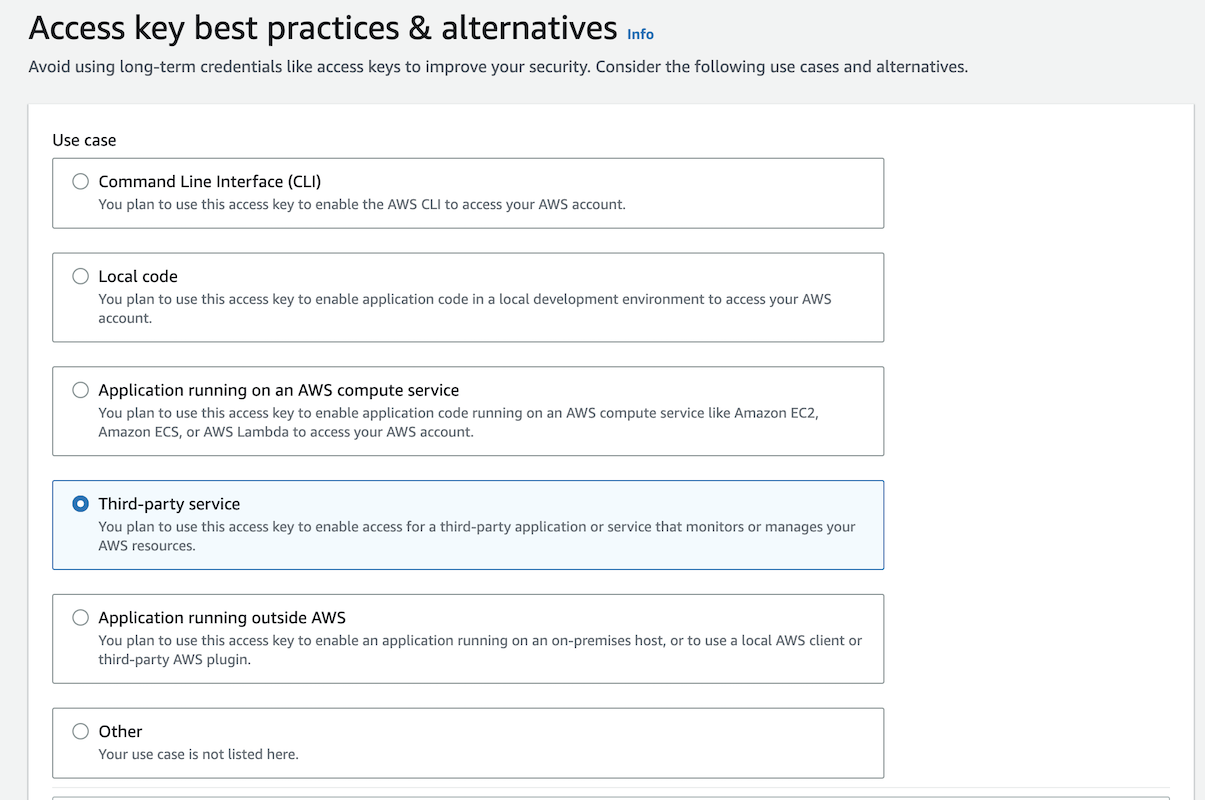 Access key best practices & alternatives Info
Avoid using long-term credentials like access keys to improve your security. Consider the following use cases and alternatives.
Use case
Command Line Interface (CLI)
You plan to use this access key to enable the AWS CLI to access your AWS account.
Local code
You plan to use this access key to enable application code in a local development environment to access your AWS
account.
Application running on an AWS compute service
You plan to use this access key to enable application code running on an AWS compute service like Amazon EC2,
Amazon ECS, or AWS Lambda to access your AWS account.
Third-party service
You plan to use this access key to enable access for a third-party application or service that monitors or manages your
AWS resources.
Application running outside AWS
You plan to use this access key to enable an application running on an on-premises host, or to use a local AWS client or
third-party AWS plugin.
Other
Your use case is not listed here.